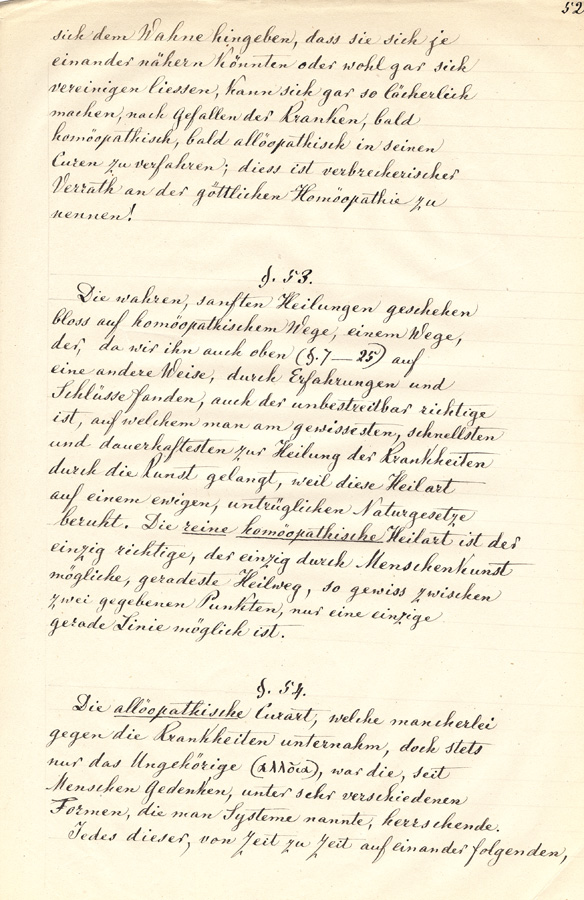 52
sich dem Wahne hingeben, dass sie sich je
einander nähern könnten oder wohl gar sich
vereinigen liessen, kann sich gar so lächerlich
machen, nach Gefallen der Kranken, bald
homöopathisch, bald allöopathisch in seinen
Curen zu verfahren; diess ist verbrecherischer
Verrath an der göttlichen Homöopathie zu
nennen!
§. 53.
Die wahren, sanften Heilungen geschehen
bloss auf homöopathischem Wege, einem Wege,
der, da wir ihn auch oben (§. 7 — 25) auf
eine andere Weise, durch Erfahrungen und
Schlüsse fanden, auch der unbestreitbar richtige
ist, auf welchem man am gewissesten, schnellsten
und dauerhaftesten zur Heilung der Krankheiten
durch die Kunst gelangt, weil diese Heilart
auf einem ewigen, untrüglichen Naturgesetze
beruht. Die reine homöopathische Heilart ist der
einzig richtige, der einzig durch Menschenkunst
mögliche, geradeste Heilweg, so gewiss zwischen
zwei gegebenen Punkten, nur eine einzige
gerade Linie möglich ist.
§. 54.
Die allöopathische Curart, welche mancherlei
gegen die Krankheiten unternahm, doch stets
nur das Ungehörige (αλλοῖα), war die, seit
Menschen Gedenken, unter sehr verschiedenen
Formen, die man Systeme nannte, herrschende.
Jedes dieser, von Zeit zu Zeit auf einander folgenden,